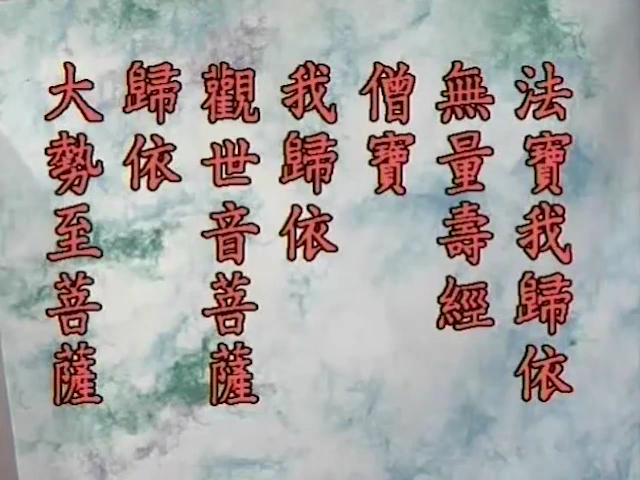 法寶我歸依
無量壽經
僧寶
我歸依
觀世音菩薩
歸依
大勢至菩薩